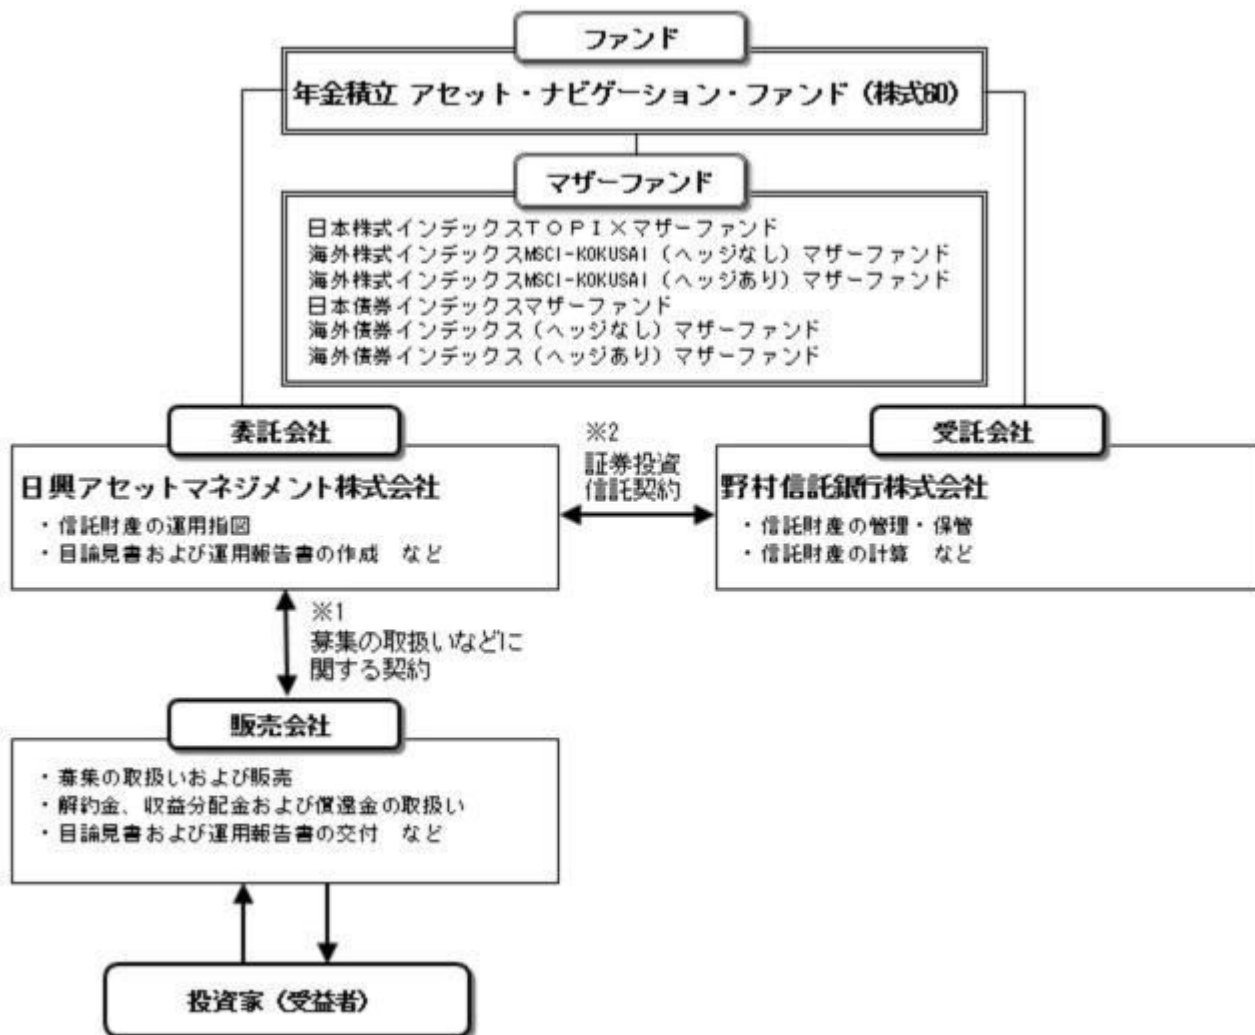 ファンド
年金積立 アセット・ナビゲーション・ファンド（株式60）
マザーファンド
日本株式インデックスＴＯＰＩＸマザーファンド
海外株式インデックスMSCI-KOKUSAI（ヘッジなし）マザーファンド
海外株式インデックスMSCI-KOKUSAI（ヘッジあり）マザーファンド
日本債券インデックスマザーファンド
海外債券インデックス（ヘッジなし）マザーファンド
海外債券インデックス（ヘッジあり）マザーファンド
委託会社
日興アセットマネジメント株式会社
・信託財産の運用指図
・目論見書および運用報告書の作成　など
※2
証券投資
信託契約
受託会社
野村信託銀行株式会社
・信託財産の管理・保管
・信託財産の計算　など
※1
募集の取扱いなどに
関する契約
販売会社
・募集の取扱いおよび販売
・解約金、収益分配金および償還金の取扱い
・目論見書および運用報告書の交付　など
投資家（受益者）